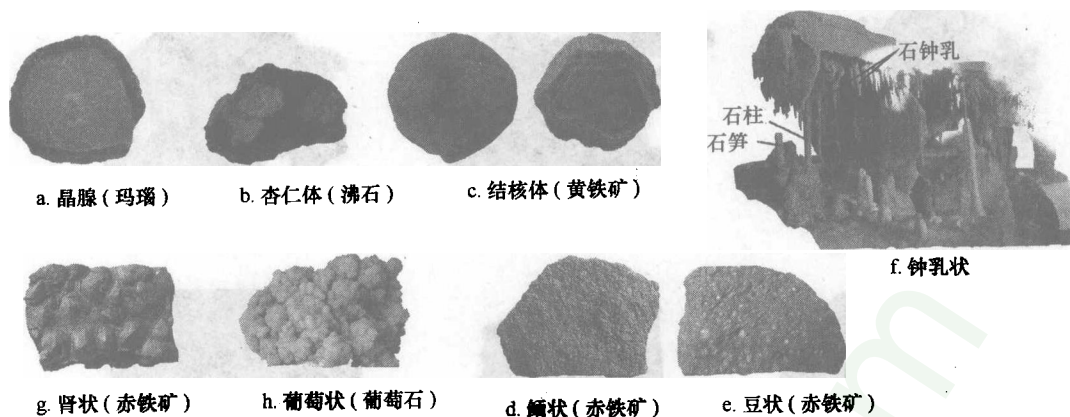 石钟乳
石柱
石笋
a. 晶腺（玛瑙）
b. 杏仁体（沸石）
c. 结核体（黄铁矿）
f. 钟乳状
g. 肾状（赤铁矿）
h. 葡萄状（葡萄石）
d. 鲕状（赤铁矿）
e. 豆状（赤铁矿）